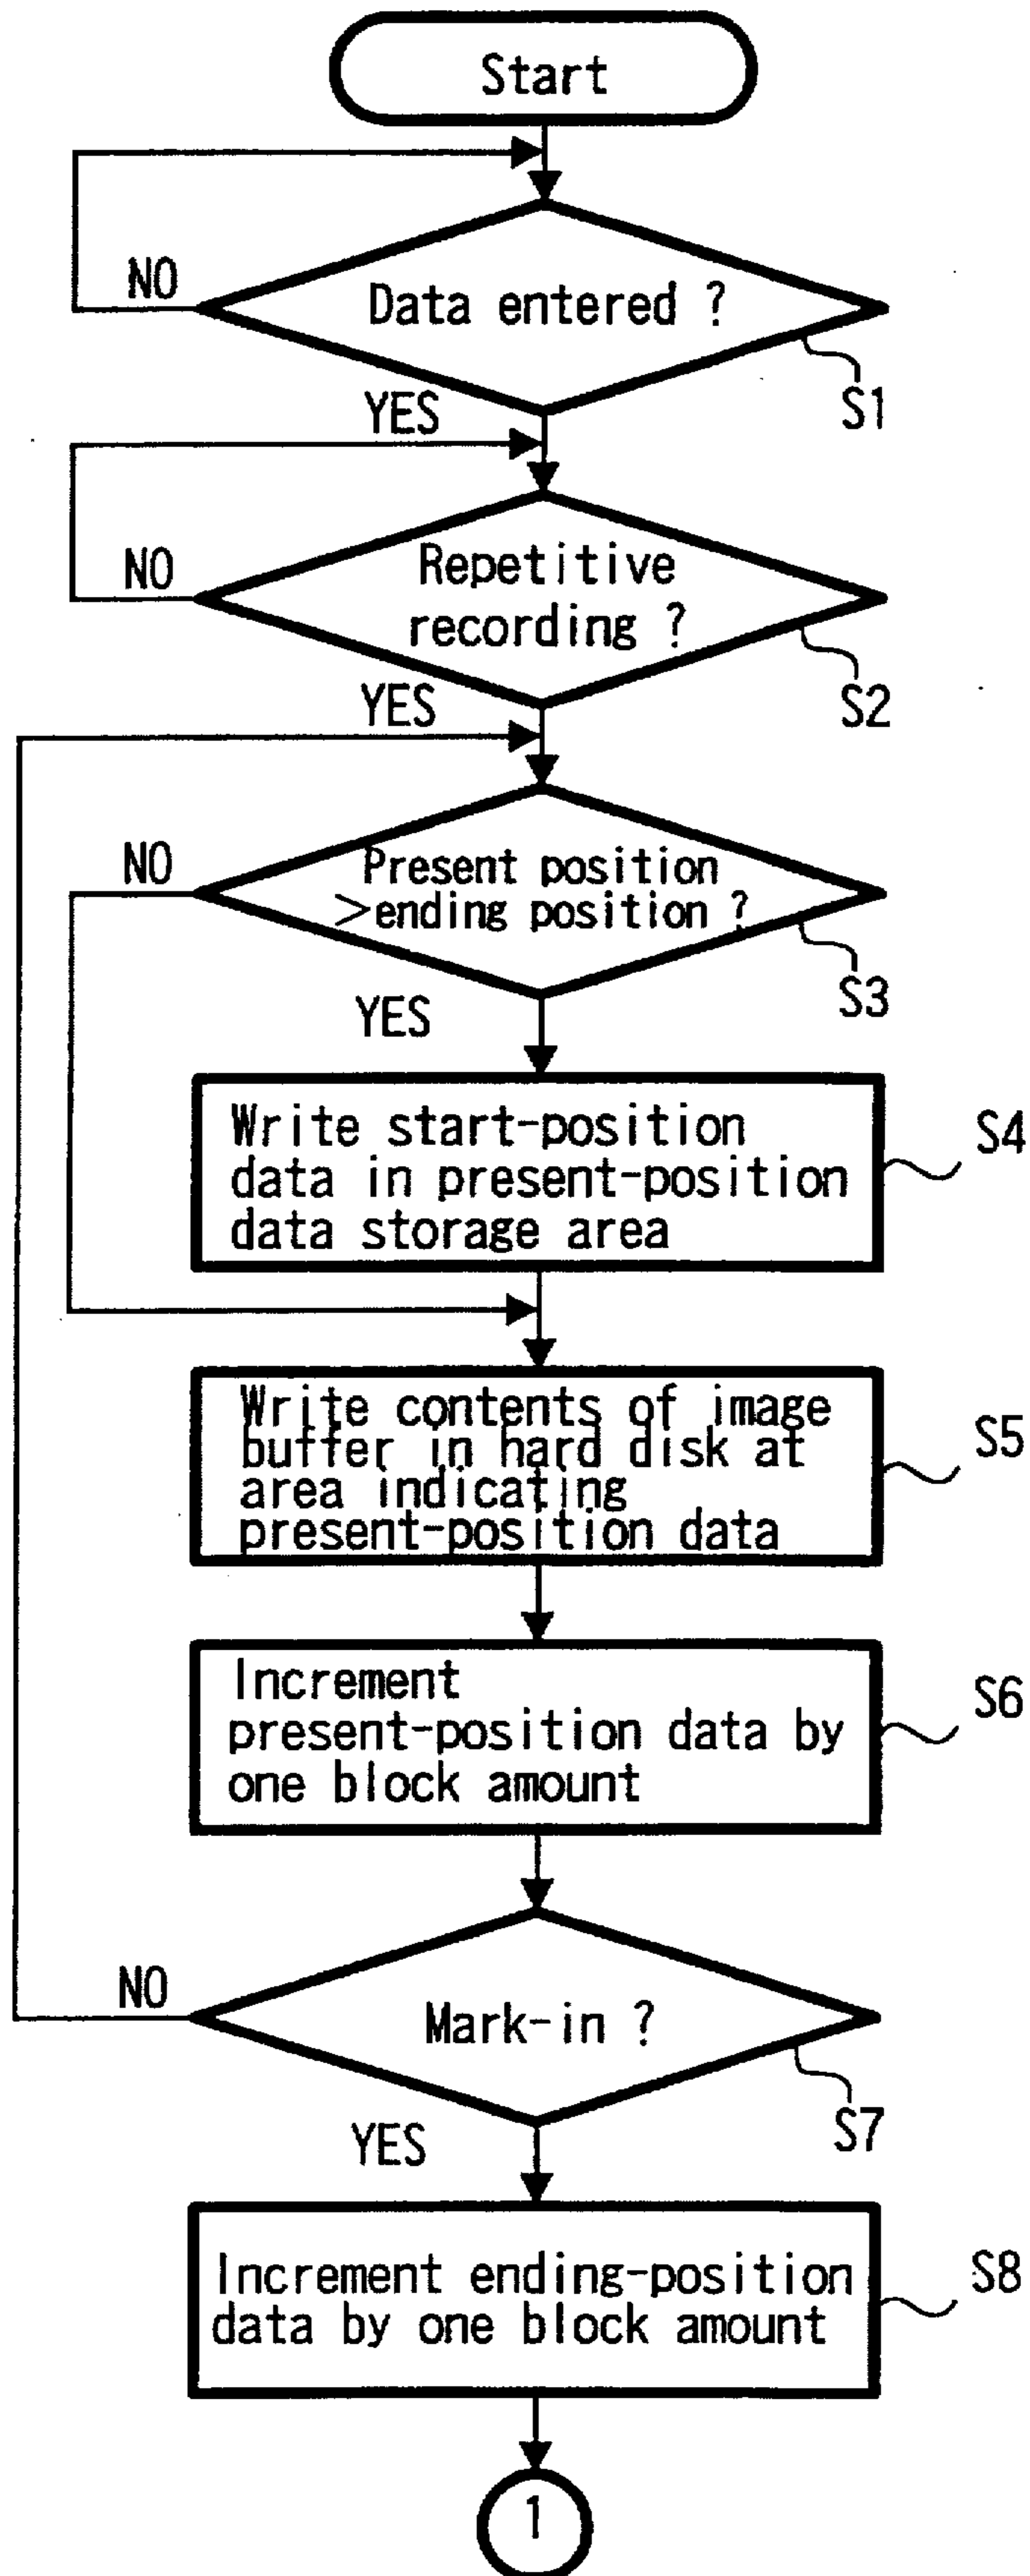 Start
NO
Data entered ?
S1
YES
NO
Repetitive
recording ?
S2
YES
NO
Present position
>ending position ?
S3
YES
Write start-position
data in present-position
data storage area
S4
Write contents of image
buffer in hard disk at
area indicating
present-position data
S5
Increment
present-position data by
one block amount
S6
NO
Mark-in ?
S7
YES
Increment ending-position
data by one block amount
S8
1